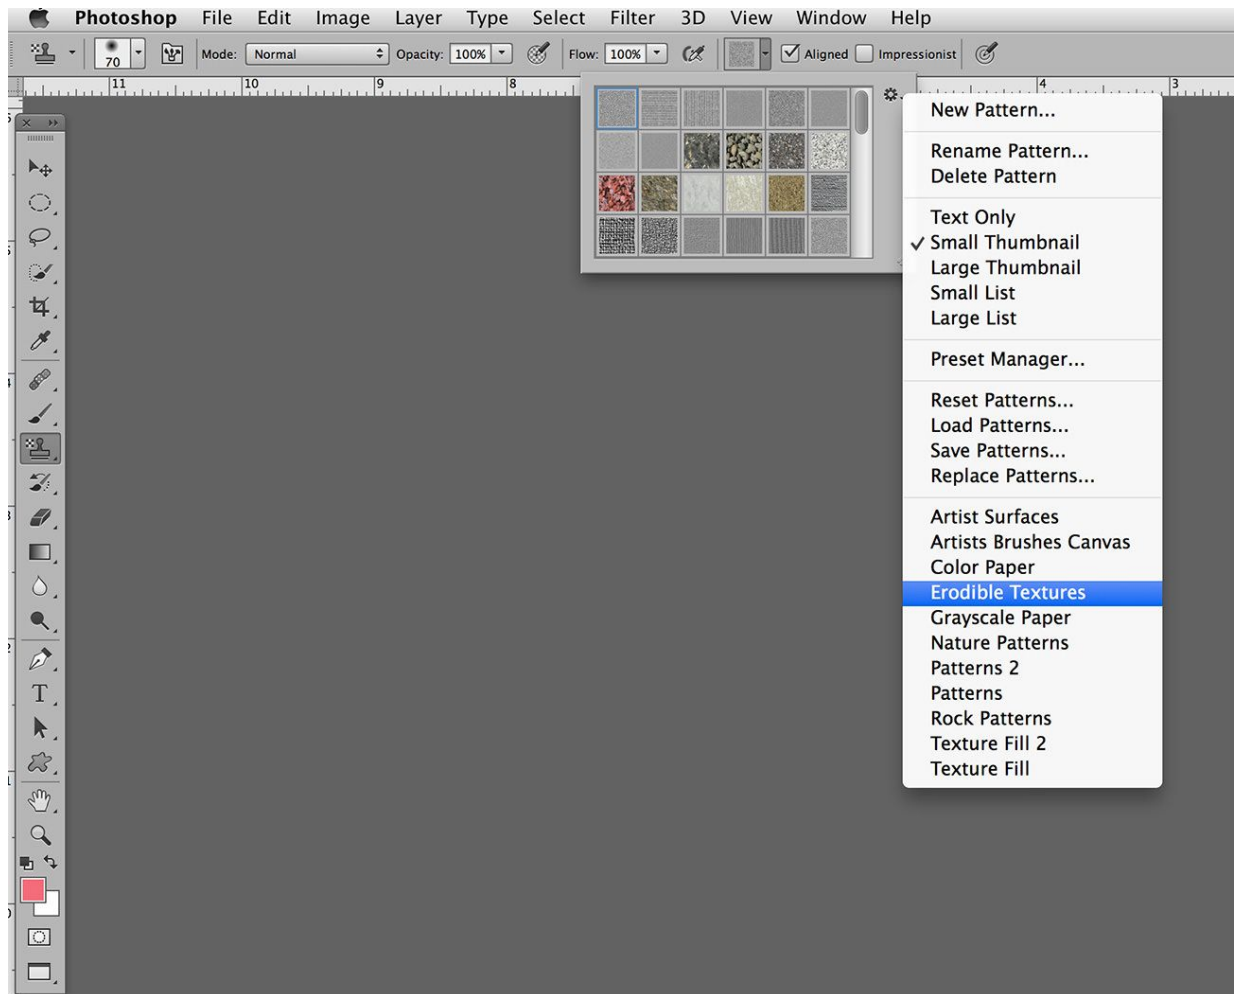 Photoshop File Edit Image Layer Type Select Filter 3D View Window Help
70 Mode: Normal Opacity: 100% Flow: 100% Aligned Impressionist
11 10 9 8 4 3
New Pattern...
Rename Pattern...
Delete Pattern
Text Only
Small Thumbnail
Large Thumbnail
Small List
Large List
Preset Manager...
Reset Patterns...
Load Patterns...
Save Patterns...
Replace Patterns...
Artist Surfaces
Artists Brushes Canvas
Color Paper
Erodible Textures
Grayscale Paper
Nature Patterns
Patterns 2
Patterns
Rock Patterns
Texture Fill 2
Texture Fill